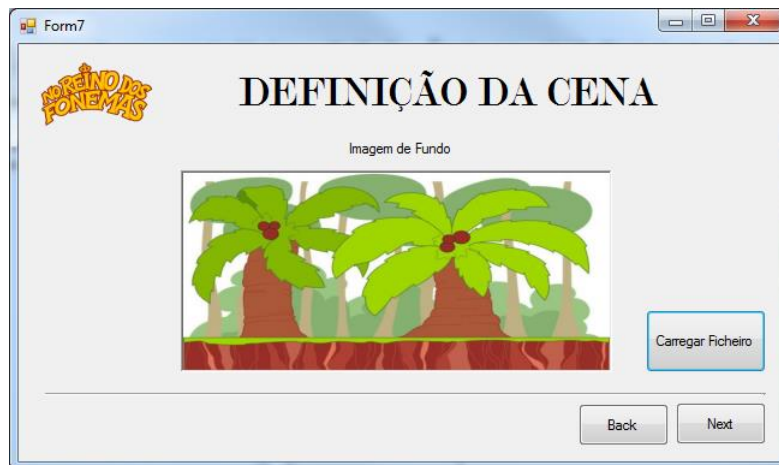 Form7
NO REINO DOS
FONEMAS
DEFINIÇÃO DA CENA
Imagem de Fundo
Carregar Ficheiro
Back
Next